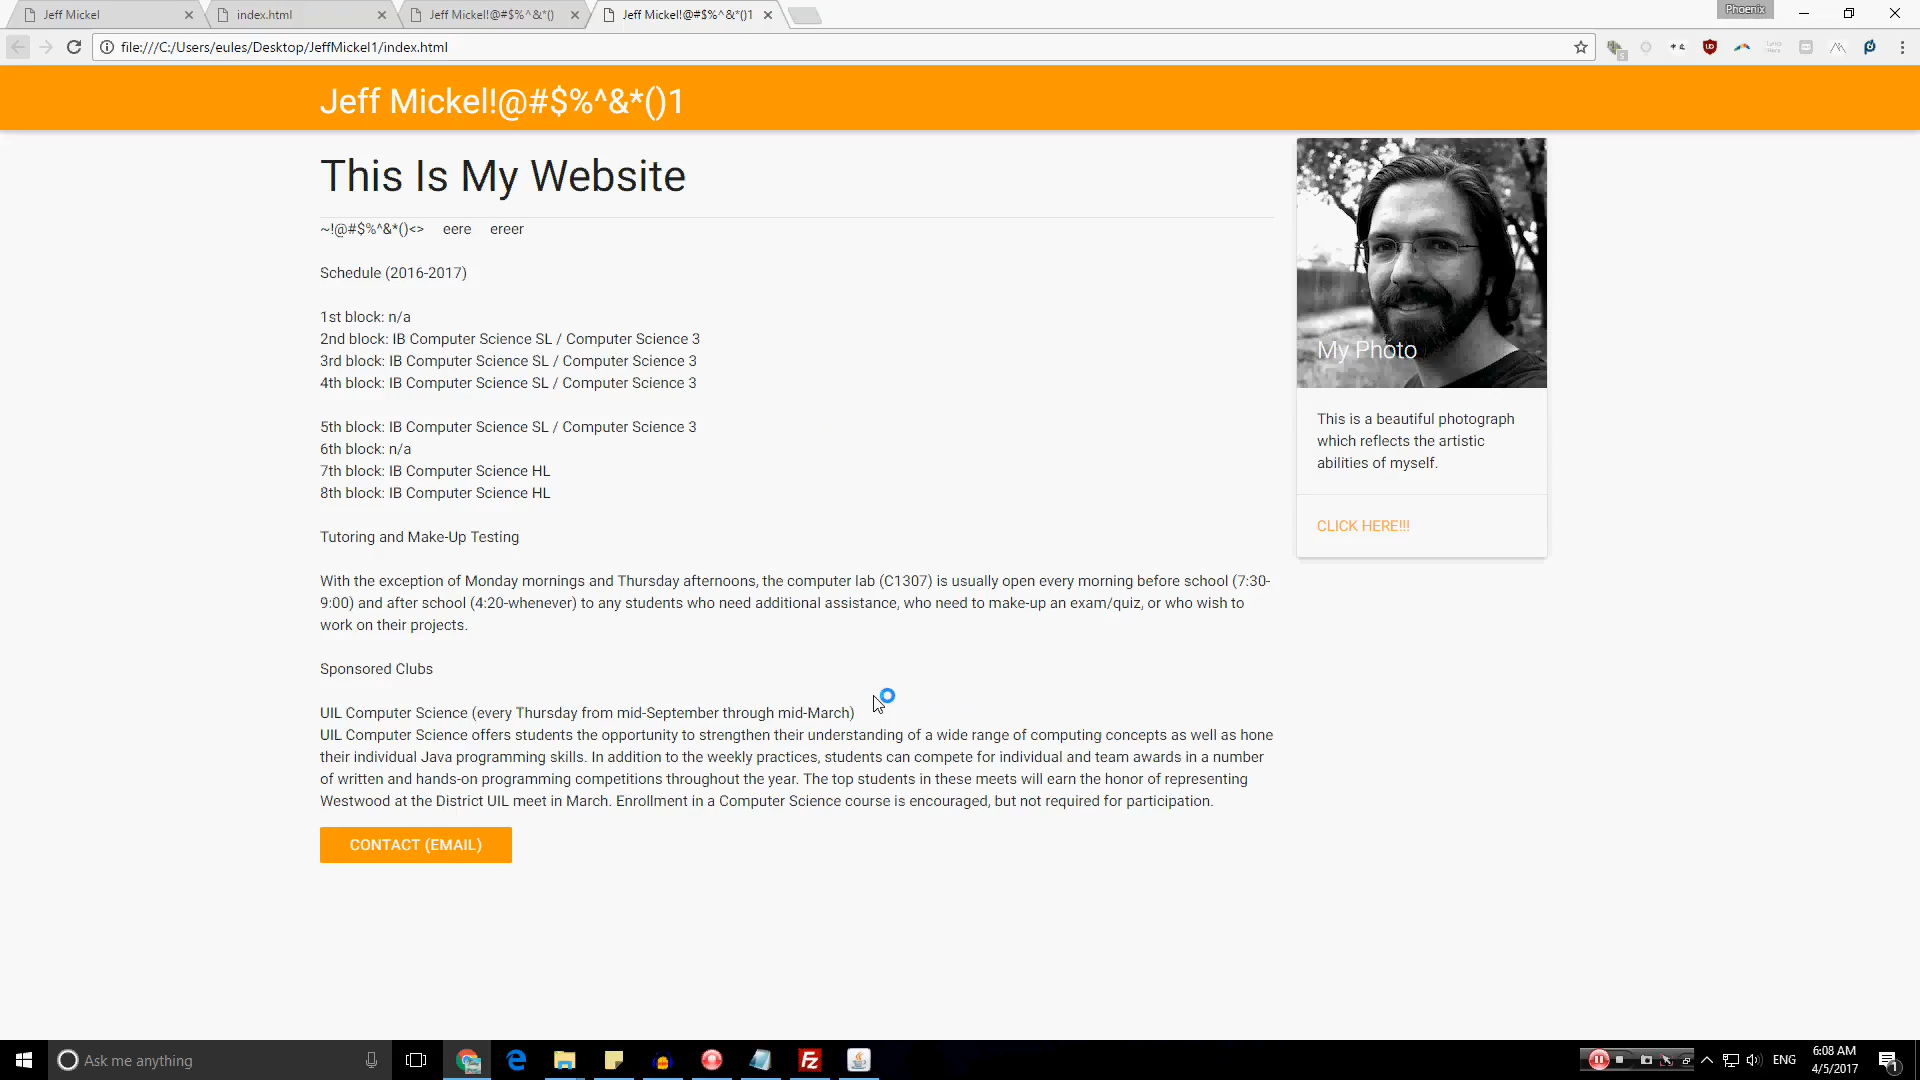 Jeff Mickel
index.html
Jeff Mickel!@#$%^&*()
Jeff Mickel!@#$%^&*()1
Phoenix
file:///C:/Users/eules/Desktop/JeffMickel1/index.html
Jeff Mickel!@#$%^&*()1
This Is My Website
~!@#$%^&*()<> eere ereer
Schedule (2016-2017)
1st block: n/a
2nd block: IB Computer Science SL / Computer Science 3
3rd block: IB Computer Science SL / Computer Science 3
4th block: IB Computer Science SL / Computer Science 3
5th block: IB Computer Science SL / Computer Science 3
6th block: n/a
7th block: IB Computer Science HL
8th block: IB Computer Science HL
Tutoring and Make-Up Testing
With the exception of Monday mornings and Thursday afternoons, the computer lab (C1307) is usually open every morning before school (7:30-
9:00) and after school (4:20-whenever) to any students who need additional assistance, who need to make-up an exam/quiz, or who wish to
work on their projects.
Sponsored Clubs
UIL Computer Science (every Thursday from mid-September through mid-March)
UIL Computer Science offers students the opportunity to strengthen their understanding of a wide range of computing concepts as well as hone
their individual Java programming skills. In addition to the weekly practices, students can compete for individual and team awards in a number
of written and hands-on programming competitions throughout the year. The top students in these meets will earn the honor of representing
Westwood at the District UIL meet in March. Enrollment in a Computer Science course is encouraged, but not required for participation.
CONTACT (EMAIL)
My Photo
This is a beautiful photograph
which reflects the artistic
abilities of myself.
CLICK HERE!!!
Ask me anything
ENG
6:08 AM
4/5/2017